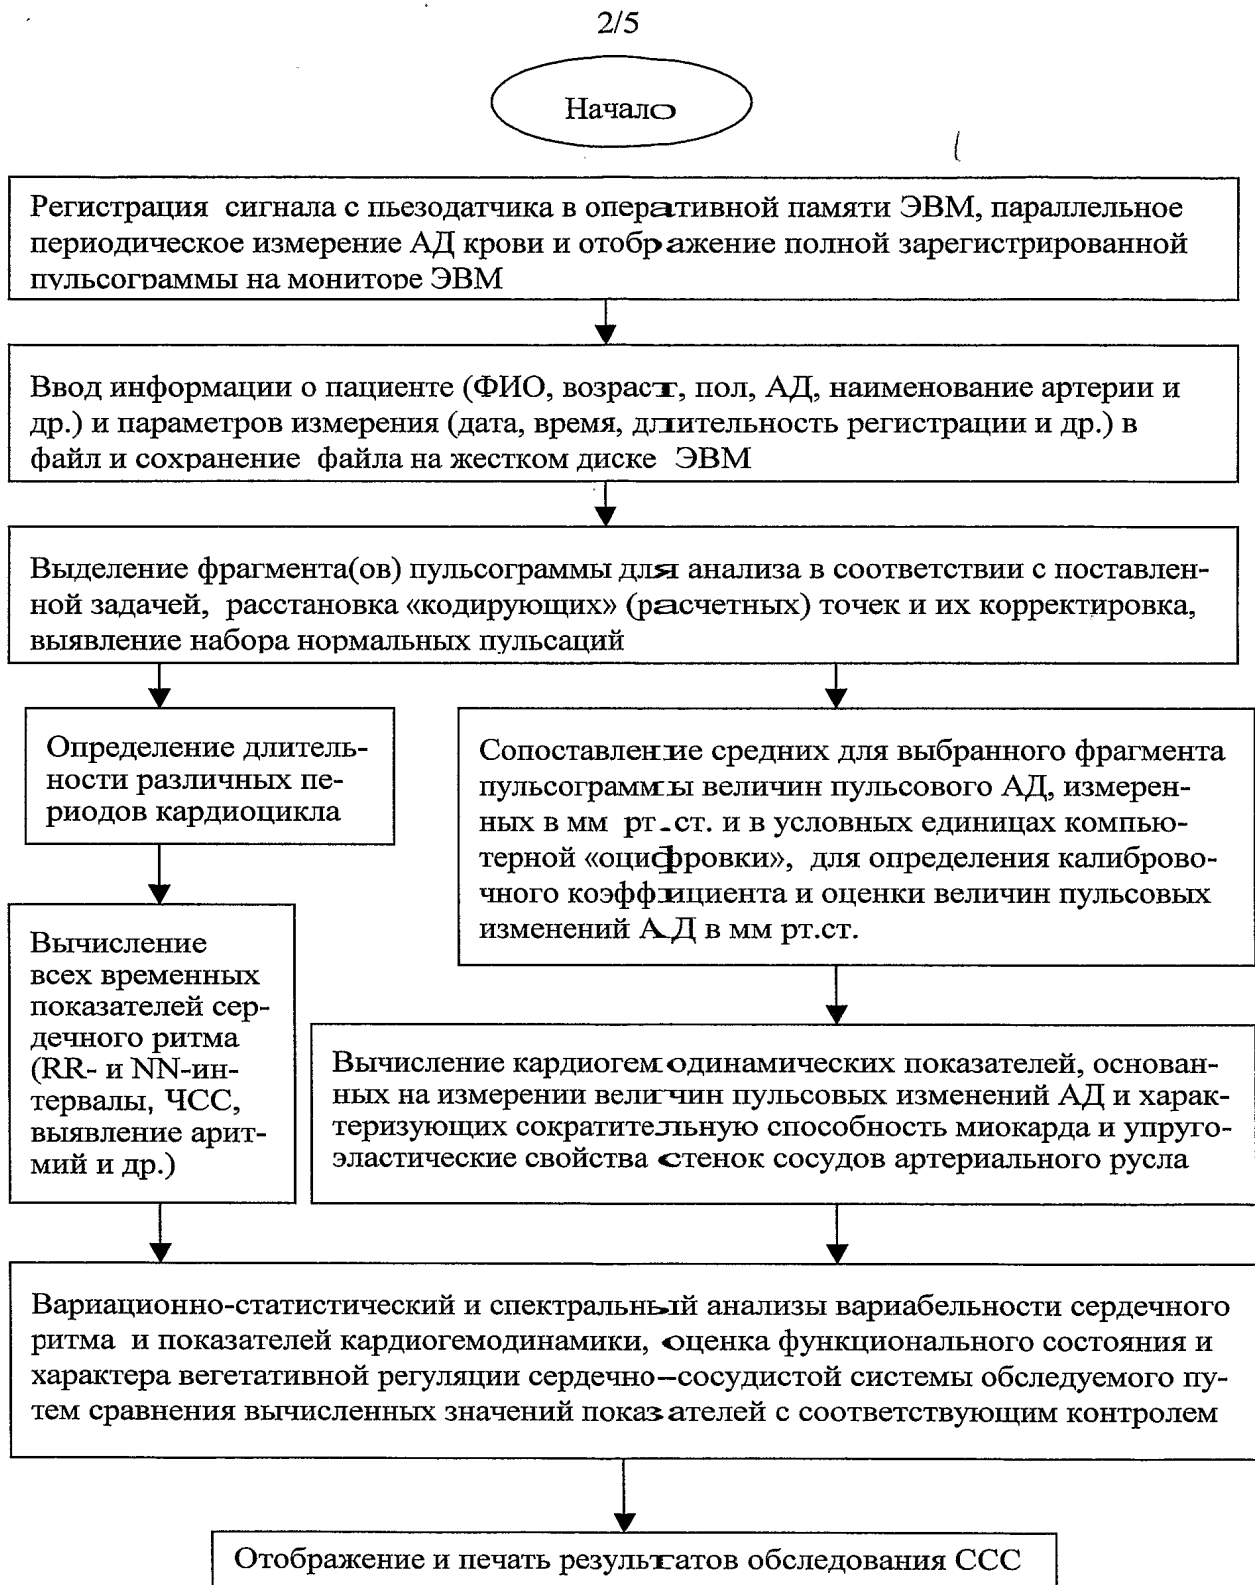 2/5
Начало
Регистрация сигнала с пьезодатчика в оперативной памяти ЭВМ, параллельное
периодическое измерение АД крови и отображение полной зарегистрированной
пульсограммы на мониторе ЭВМ
Ввод информации о пациенте (ФИО, возраст, пол, АД, наименование артерии и
др.) и параметров измерения (дата, время, длительность регистрации и др.) в
файл и сохранение файла на жестком диске ЭВМ
Выделение фрагмента(ов) пульсограммы для анализа в соответствии с поставлен-
ной задачей, расстановка «кодирующих» (расчетных) точек и их корректировка,
выявление набора нормальных пульсаций
Определение длитель-
ности различных пе-
риодов кардиоцикла
Сопоставление средних для выбранного фрагмента
пульсограммы величин пульсового АД, измерен-
ных в мм рт.ст. и в условных единицах компью-
терной «оцифровки», для определения калибровоч-
чного коэффициента и оценки величин пульсовых
изменений АД в мм рт.ст.
Вычисление
всех временных
показателей сер-
дечного ритма
(RR- и NN-ин-
тервалы, ЧСС,
выявление арит-
мий и др.)
Вычисление кардиогемодинамических показателей, основан-
ных на измерении величин пульсовых изменений АД и харак-
теризующих сократительную способность миокарда и упруго-
эластические свойства стенок сосудов артериального русла
Вариационно-статистический и спектральный анализы вариабельности сердечного
ритма и показателей кардиогемодинамики, оценка функционального состояния и
характера вегетативной регуляции сердечно–сосудистой системы обследуемого пу-
тем сравнения вычисленных значений показателей с соответствующим контролем
Отображение и печать результатов обследования ССС